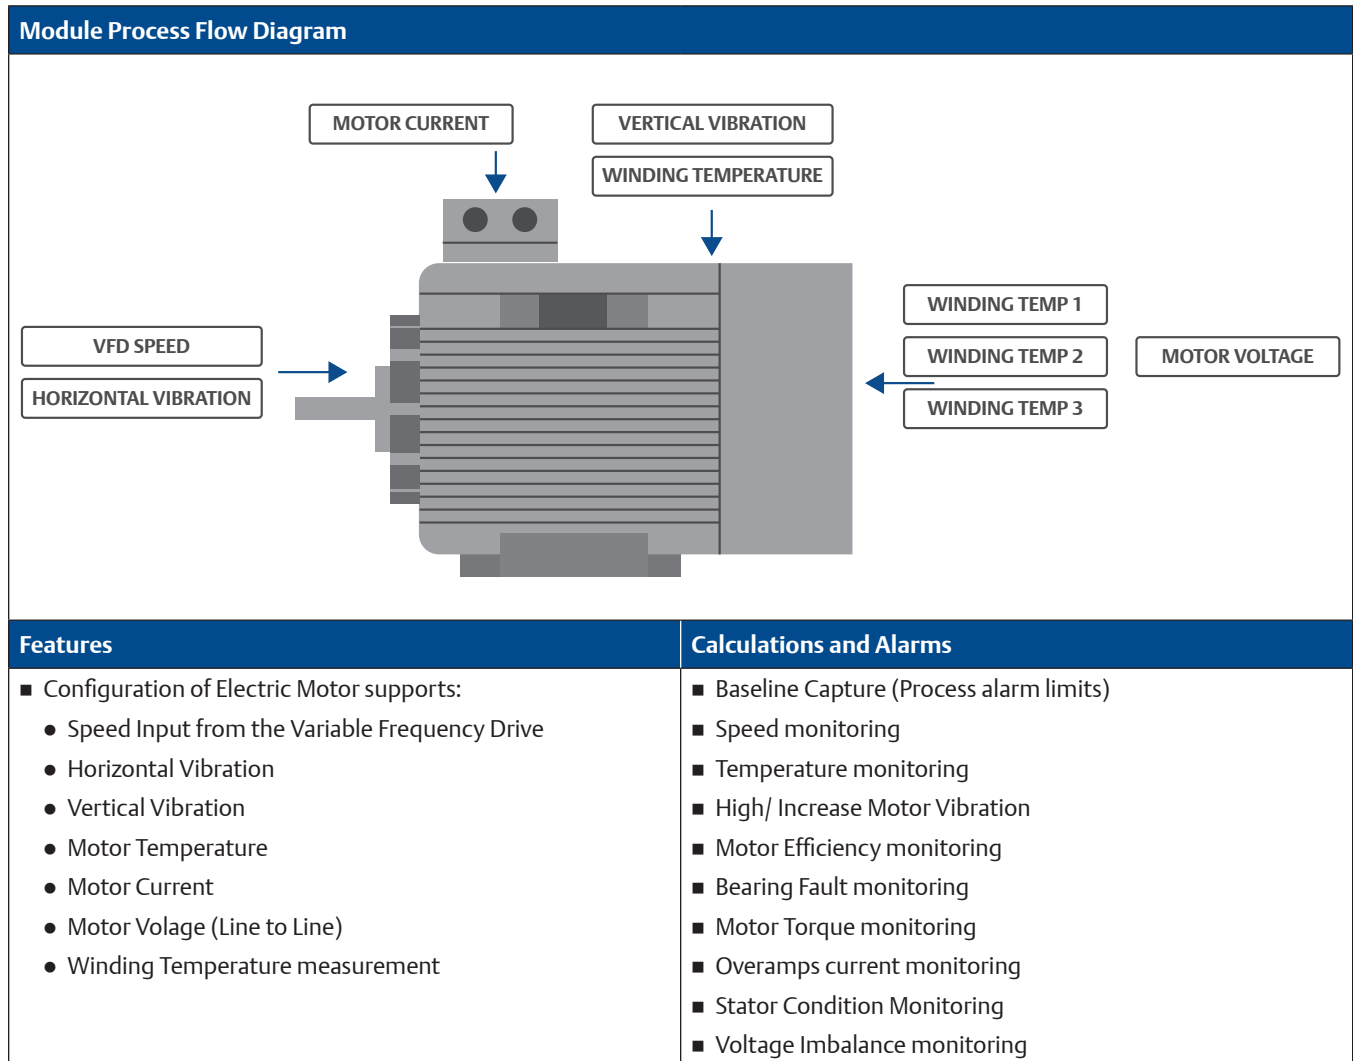 Module Process Flow Diagram
MOTOR CURRENT
VERTICAL VIBRATION
WINDING TEMPERATURE
VFD SPEED
HORIZONTAL VIBRATION
WINDING TEMP 1
WINDING TEMP 2
WINDING TEMP 3
MOTOR VOLTAGE
Features
■ Configuration of Electric Motor supports:
● Speed Input from the Variable Frequency Drive
● Horizontal Vibration
● Vertical Vibration
● Motor Temperature
● Motor Current
● Motor Volage (Line to Line)
● Winding Temperature measurement
Calculations and Alarms
■ Baseline Capture (Process alarm limits)
■ Speed monitoring
■ Temperature monitoring
■ High/ Increase Motor Vibration
■ Motor Efficiency monitoring
■ Bearing Fault monitoring
■ Motor Torque monitoring
■ Overamps current monitoring
■ Stator Condition Monitoring
■ Voltage Imbalance monitoring